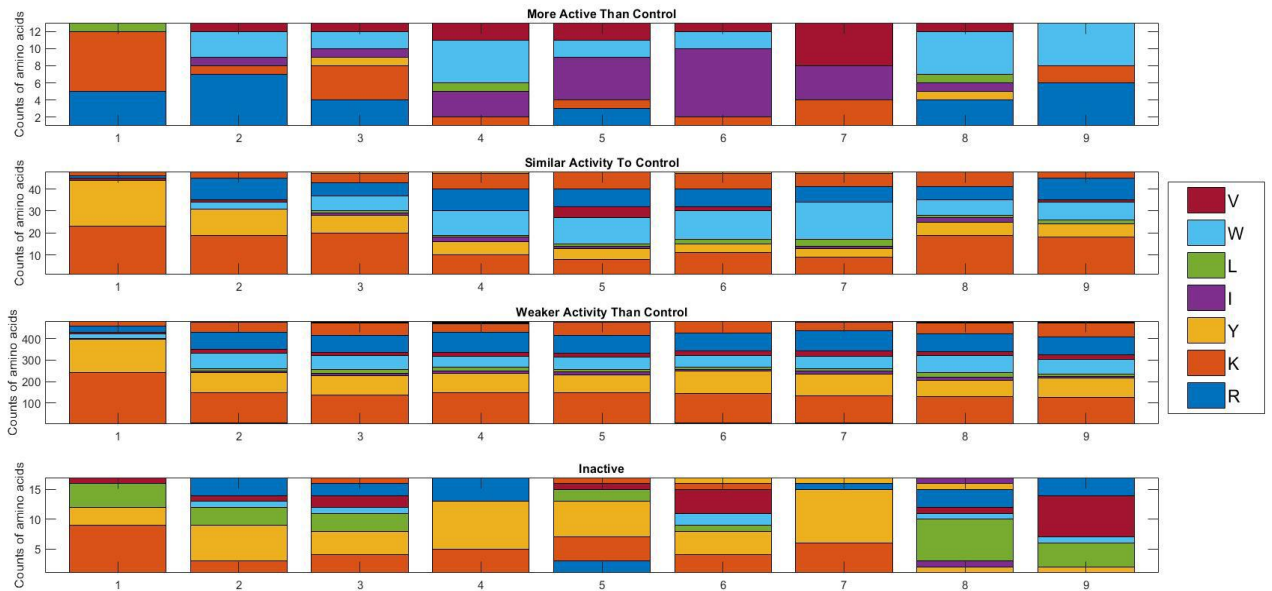 More Active Than Control
Counts of amino acids
12
10
8
6
4
2
1 2 3 4 5 6 7 8 9
Similar Activity To Control
Counts of amino acids
40
30
20
10
1 2 3 4 5 6 7 8 9
Weaker Activity Than Control
Counts of amino acids
400
300
200
100
1 2 3 4 5 6 7 8 9
Inactive
Counts of amino acids
15
10
5
1 2 3 4 5 6 7 8 9
V
W
L
I
Y
K
R